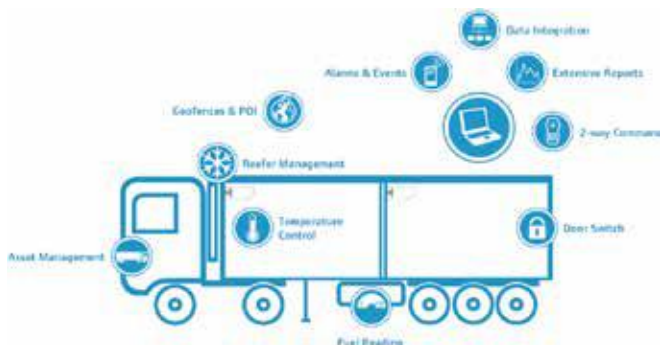 Data Integration
Alarms & Events
Extensive Reports
Geofences & POI
2-way Comman
Reefer Management
Temperature
Control
Door Switch
Asset Management
Fuel Reading